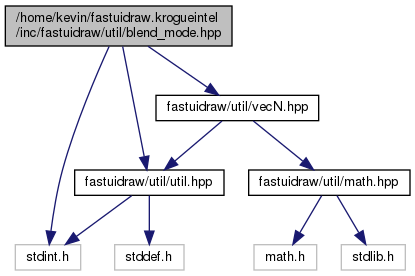 /home/kevin/fastuidraw.krogueintel
/inc/fastuidraw/util/blend_mode.hpp
fastuidraw/util/vecN.hpp
fastuidraw/util/util.hpp
fastuidraw/util/math.hpp
stdint.h
stddef.h
math.h
stdlib.h